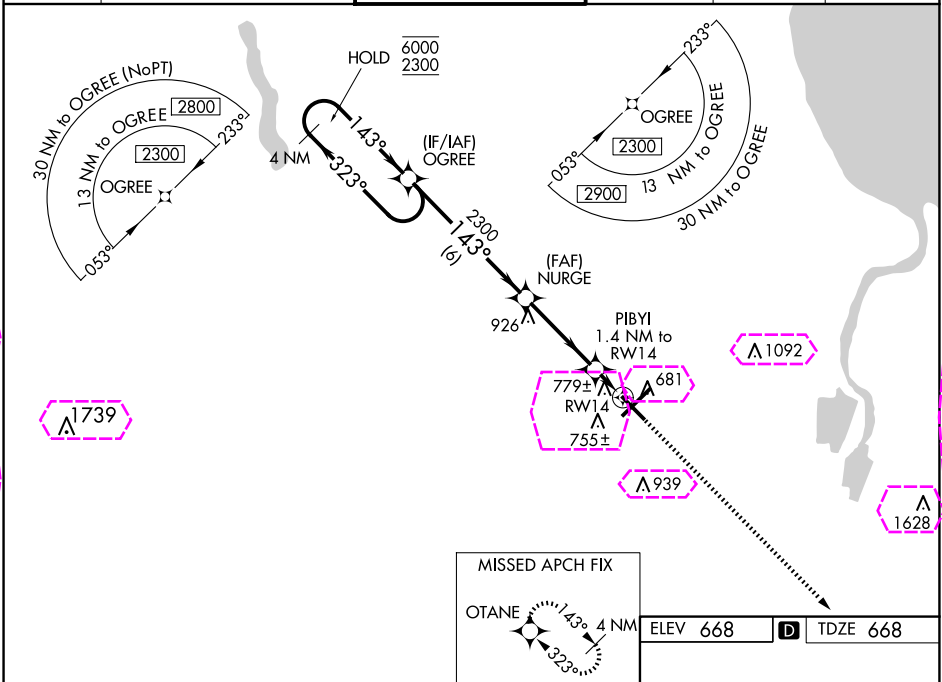 30 NM to OGREE (NoPT)
13 NM to OGREE
2800
2300
233°
OGREE
053°
HOLD
6000
2300
4 NM
143°
323°
(IF/IAF)
OGREE
2300
143°
(6)
(FAF)
NURGE
926
PIBYI
1.4 NM to
RW14
779±
RW14
755±
681
939
1092
1739
1628
233°
OGREE
2300
053°
2900
13 NM to OGREE
30 NM to OGREE
MISSED APCH FIX
OTANE
143°
4 NM
323°
ELEV 668
D
TDZE 668